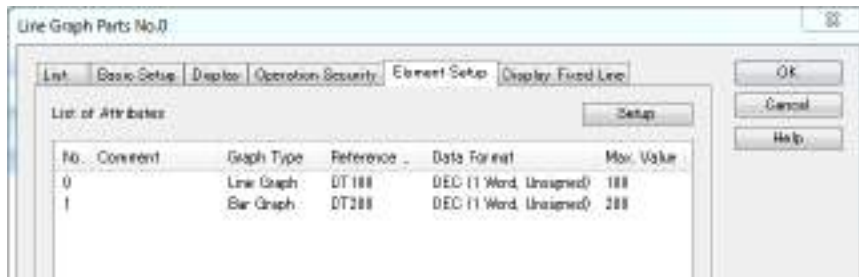 Line Graph Parts No.0
List Basic Setup Display Operation Security Element Setup Display Fixed Line
OK
List of Attributes Setup
Cancel
Help
No. Comment Graph Type Reference .. Data Format Max. Value
0 Line Graph DT100 DEC (1 Word, Unsigned) 100
1 Bar Graph DT200 DEC (1 Word, Unsigned) 200